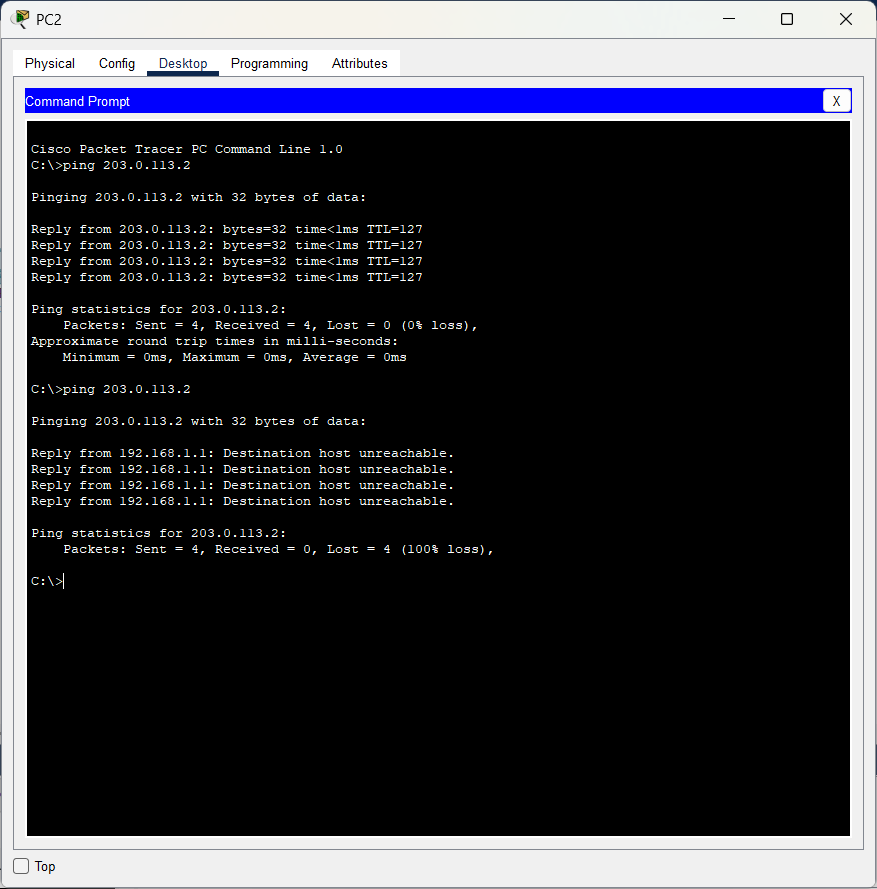 PC2
Physical Config Desktop Programming Attributes
Command Prompt X
Cisco Packet Tracer PC Command Line 1.0
C:\>ping 203.0.113.2
Pinging 203.0.113.2 with 32 bytes of data:
Reply from 203.0.113.2: bytes=32 time<1ms TTL=127
Reply from 203.0.113.2: bytes=32 time<1ms TTL=127
Reply from 203.0.113.2: bytes=32 time<1ms TTL=127
Reply from 203.0.113.2: bytes=32 time<1ms TTL=127
Ping statistics for 203.0.113.2:
    Packets: Sent = 4, Received = 4, Lost = 0 (0% loss),
Approximate round trip times in milli-seconds:
    Minimum = 0ms, Maximum = 0ms, Average = 0ms
C:\>ping 203.0.113.2
Pinging 203.0.113.2 with 32 bytes of data:
Reply from 192.168.1.1: Destination host unreachable.
Reply from 192.168.1.1: Destination host unreachable.
Reply from 192.168.1.1: Destination host unreachable.
Reply from 192.168.1.1: Destination host unreachable.
Ping statistics for 203.0.113.2:
    Packets: Sent = 4, Received = 0, Lost = 4 (100% loss),
C:\>
Top